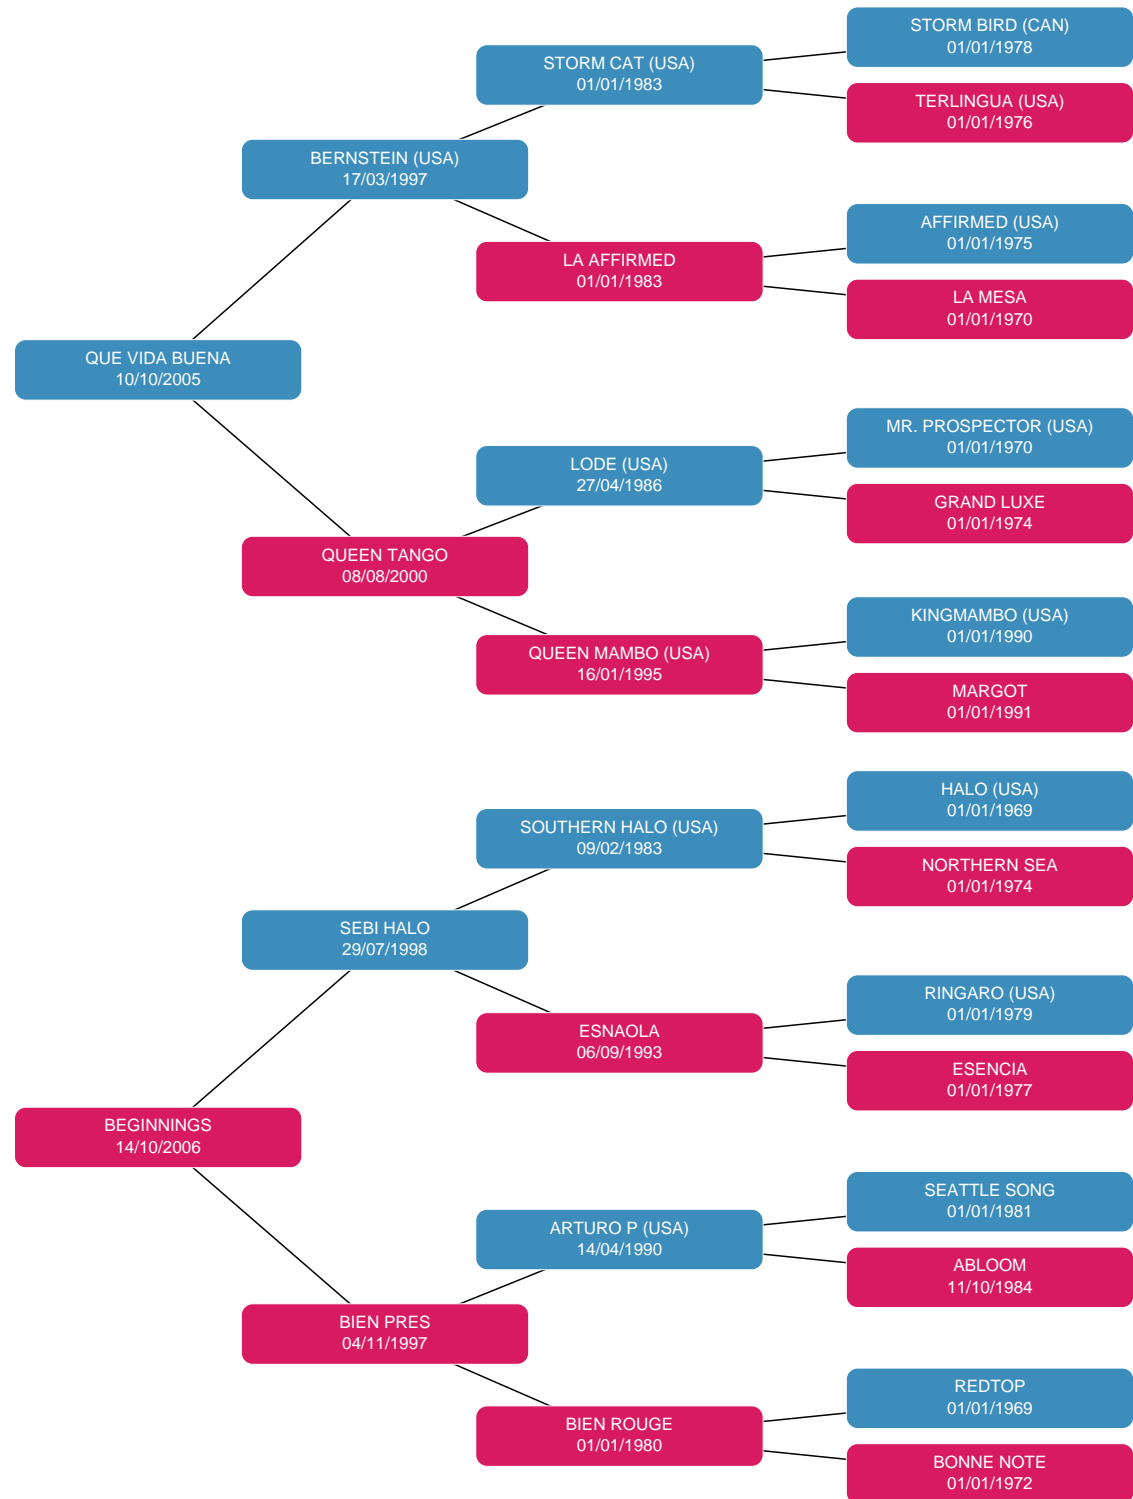 STORM BIRD (CAN)
01/01/1978
STORM CAT (USA)
01/01/1983
TERLINGUA (USA)
01/01/1976
BERNSTEIN (USA)
17/03/1997
AFFIRMED (USA)
01/01/1975
LA AFFIRMED
01/01/1983
LA MESA
01/01/1970
QUE VIDA BUENA
10/10/2005
MR. PROSPECTOR (USA)
01/01/1970
LODE (USA)
27/04/1986
GRAND LUXE
01/01/1974
QUEEN TANGO
08/08/2000
KINGMAMBO (USA)
01/01/1990
QUEEN MAMBO (USA)
16/01/1995
MARGOT
01/01/1991
HALO (USA)
01/01/1969
SOUTHERN HALO (USA)
09/02/1983
NORTHERN SEA
01/01/1974
SEBI HALO
29/07/1998
RINGARO (USA)
01/01/1979
ESNAOLA
06/09/1993
ESENCIA
01/01/1977
BEGINNINGS
14/10/2006
SEATTLE SONG
01/01/1981
ARTURO P (USA)
14/04/1990
ABLOOM
11/10/1984
BIEN PRES
04/11/1997
REDTOP
01/01/1969
BIEN ROUGE
01/01/1980
BONNE NOTE
01/01/1972